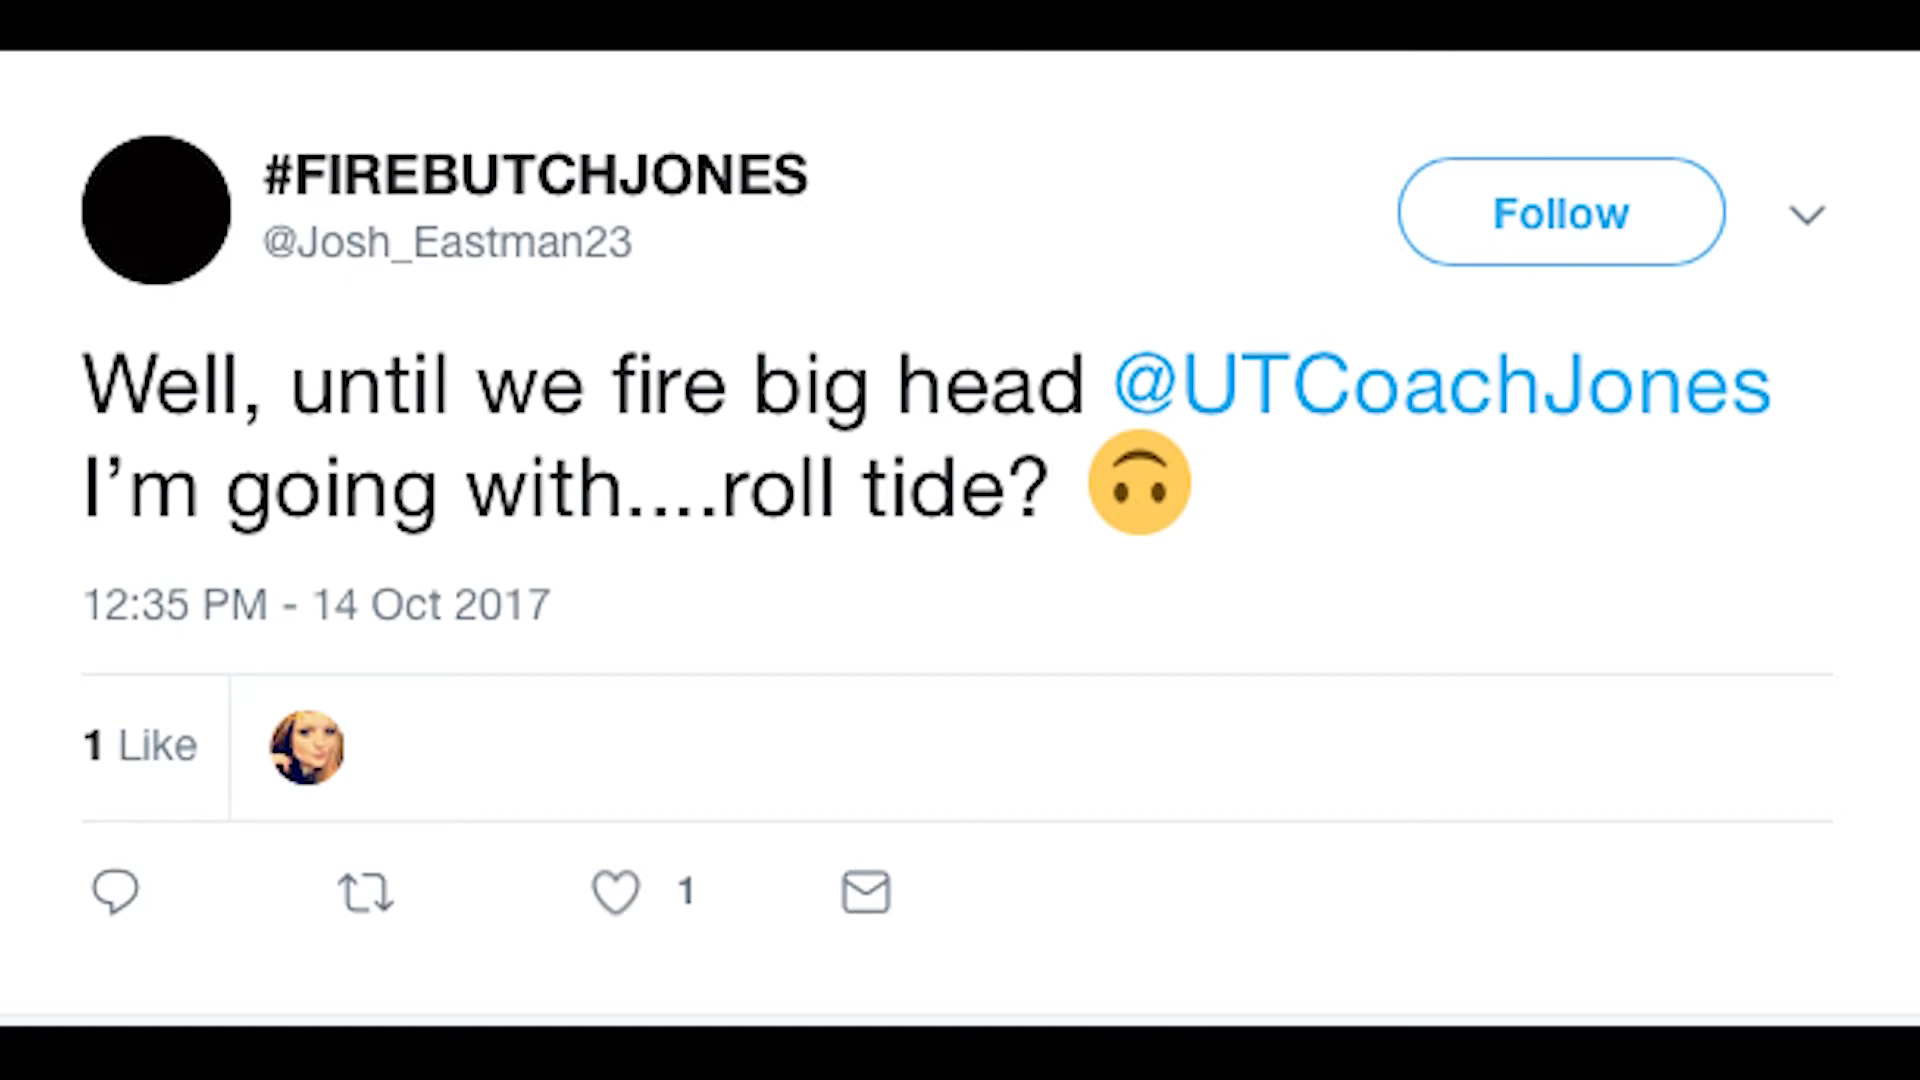 #FIREBUTCHJONES
@Josh_Eastman23
Follow
Well, until we fire big head @UTCoachJones
I’m going with....roll tide? 🙃
12:35 PM - 14 Oct 2017
1 Like
1